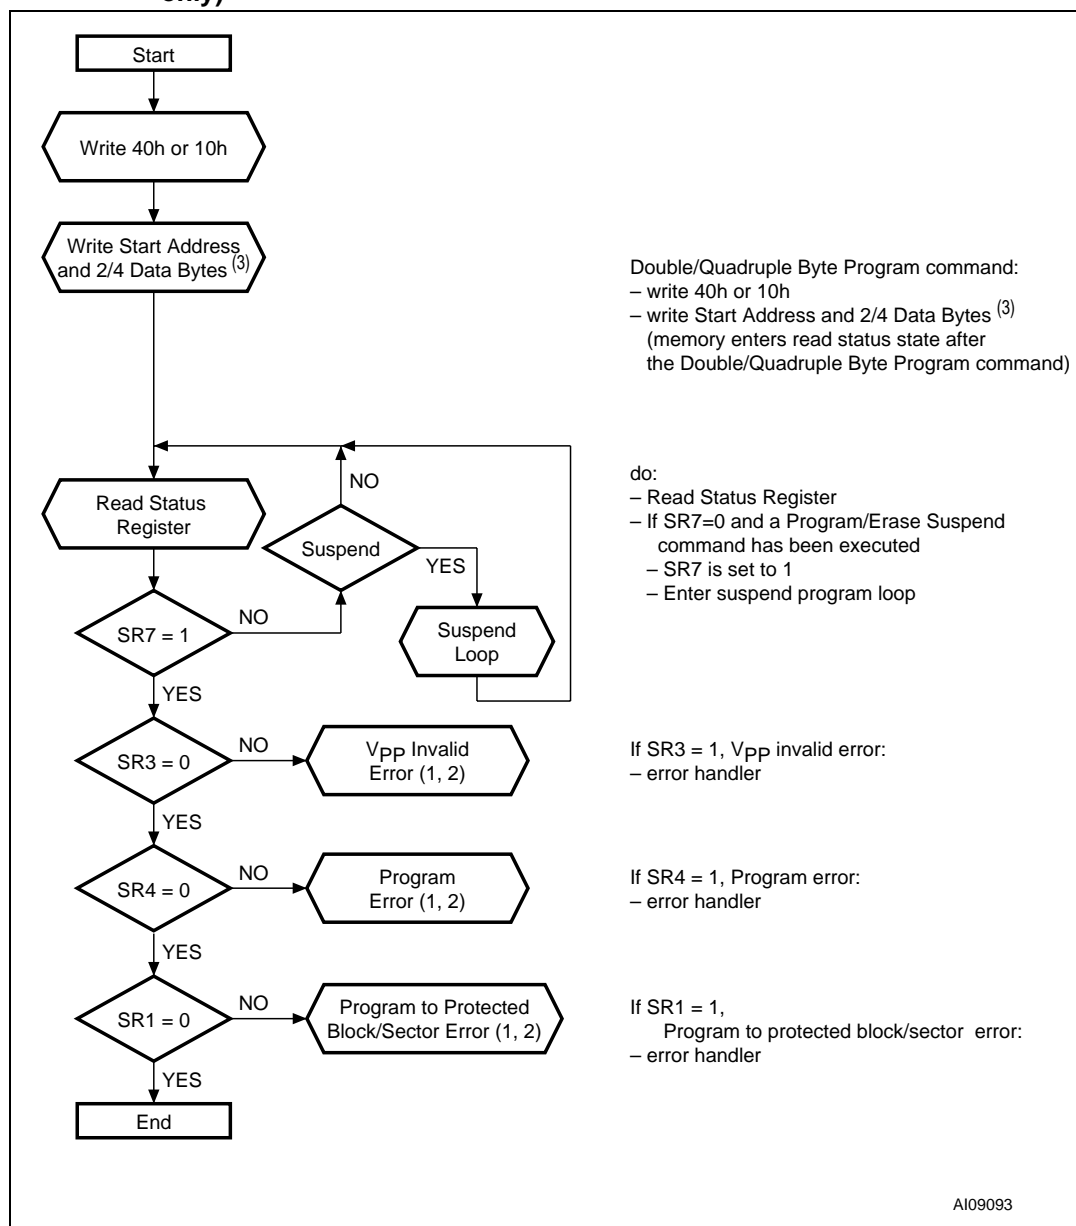 only)
Start
Write 40h or 10h
Write Start Address
and 2/4 Data Bytes (3)
Double/Quadruple Byte Program command:
– write 40h or 10h
– write Start Address and 2/4 Data Bytes (3)
(memory enters read status state after
the Double/Quadruple Byte Program command)
NO
Read Status
Register
Suspend
YES
do:
– Read Status Register
– If SR7=0 and a Program/Erase Suspend
command has been executed
– SR7 is set to 1
– Enter suspend program loop
SR7 = 1
NO
Suspend
Loop
YES
SR3 = 0
NO
VPP Invalid
Error (1, 2)
If SR3 = 1, VPP invalid error:
– error handler
YES
SR4 = 0
NO
Program
Error (1, 2)
If SR4 = 1, Program error:
– error handler
YES
SR1 = 0
NO
Program to Protected
Block/Sector Error (1, 2)
If SR1 = 1,
Program to protected block/sector error:
– error handler
YES
End
AI09093